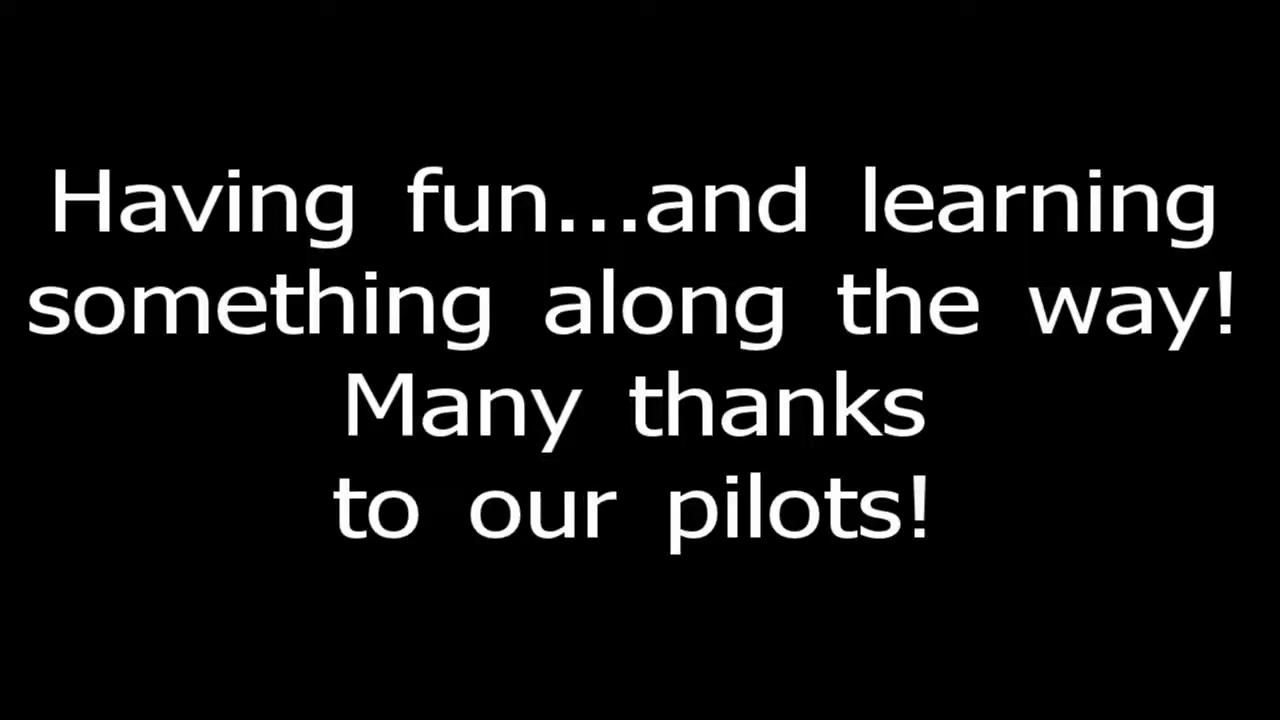 Having fun...and learning
something along the way!
Many thanks
to our pilots!